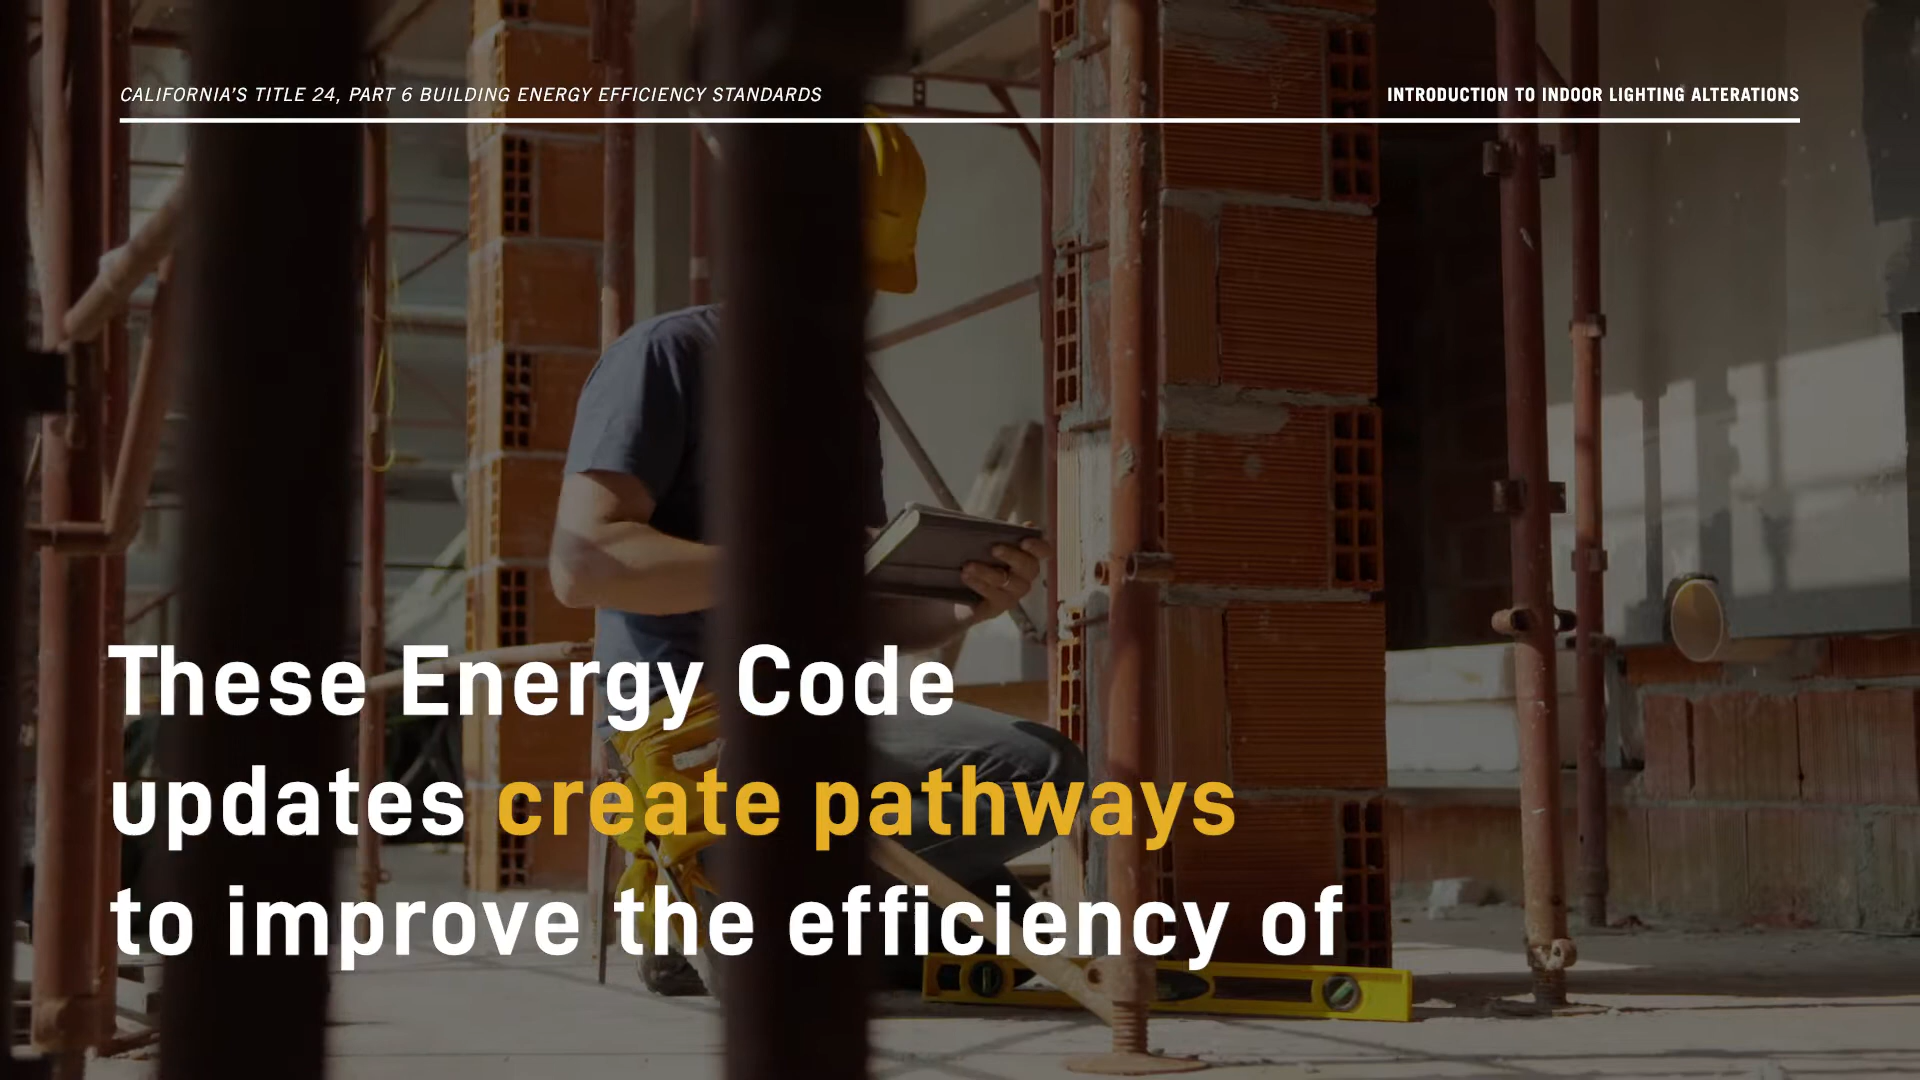 CALIFORNIA'S TITLE 24, PART 6 BUILDING ENERGY EFFICIENCY STANDARDS
INTRODUCTION TO INDOOR LIGHTING ALTERATIONS
These Energy Code
updates create pathways
to improve the efficiency of